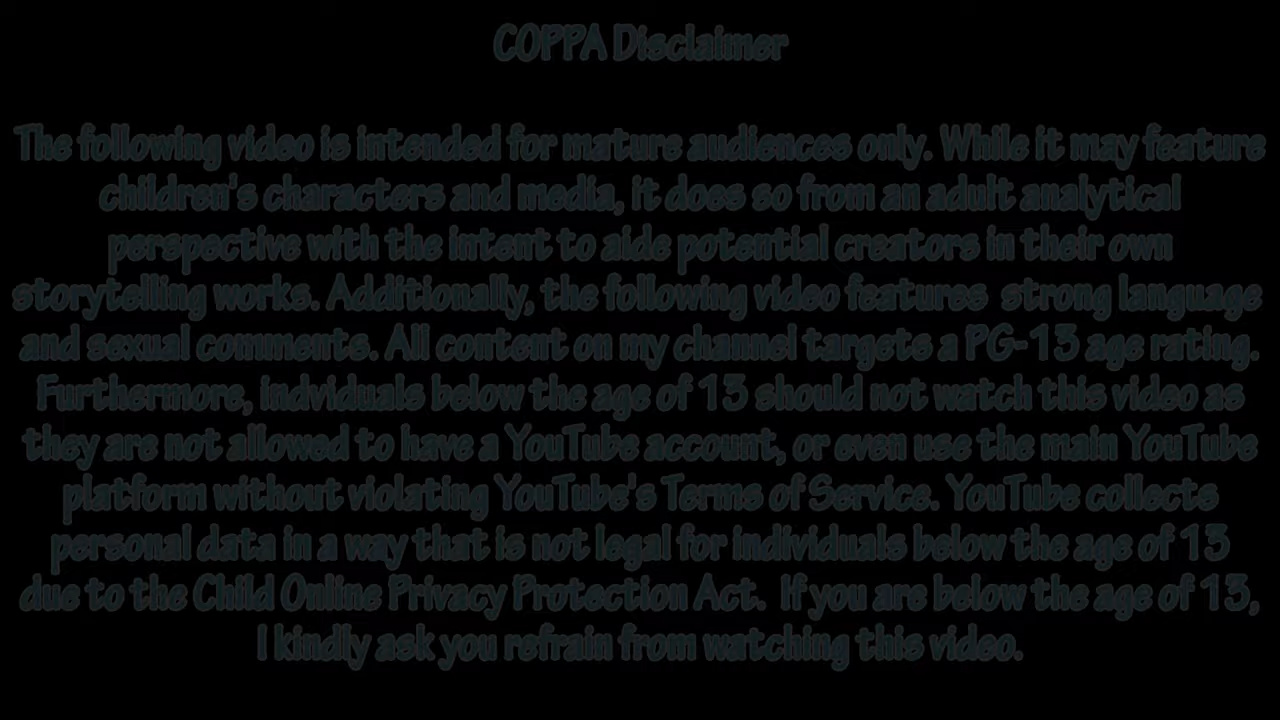 COPPA Disclaimer
The following video is intended for mature audiences only. While it may feature
children's characters and media, it does so from an adult analytical
perspective with the intent to aide potential creators in their own
storytelling works. Additionally, the following video features strong language
and sexual comments. All content on my channel targets a PG-13 age rating.
Furthermore, indviduals below the age of 13 should not watch this video as
they are not allowed to have a YouTube account, or even use the main YouTube
platform without violating YouTube's Terms of Service. YouTube collects
personal data in a way that is not legal for individuals below the age of 13
due to the Child Online Privacy Protection Act. If you are below the age of 13,
I kindly ask you refrain from watching this video.